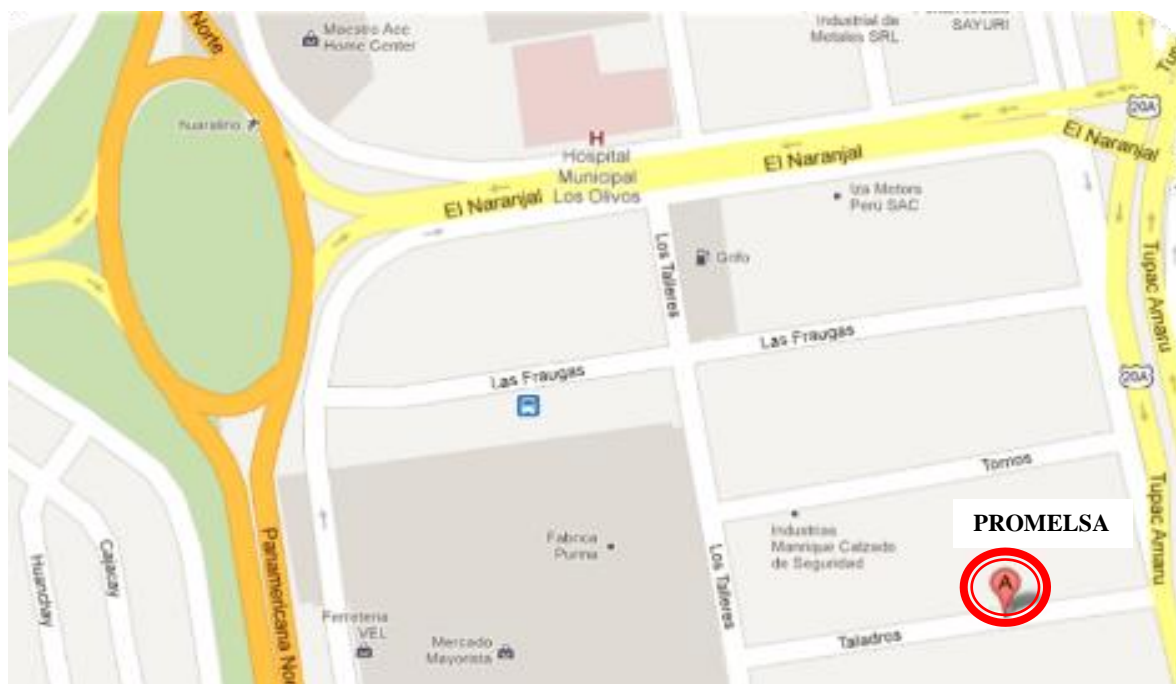 Norte
Maestro Ace
Home Center
Industrial de
Metales SRL
SAYURI
20A
huaralino
H
Hospital
Municipal
Los Olivos
El Naranjal
El Naranjal
El Naranjal
Iza Motors
Perú SAC
Los Talleres
Grifo
Tupac Amaru
Las Fraugas
Las Fraugas
20A
Tornos
Tupac Amaru
PROMELSA
Industrias
Manrique Calzado
de Seguridad
Fabrica
Purina
Los Talleres
A
Huanchay
Cajacay
Panamericana Nor
Ferreteria
VEL
Mercado
Mayorista
Taladros